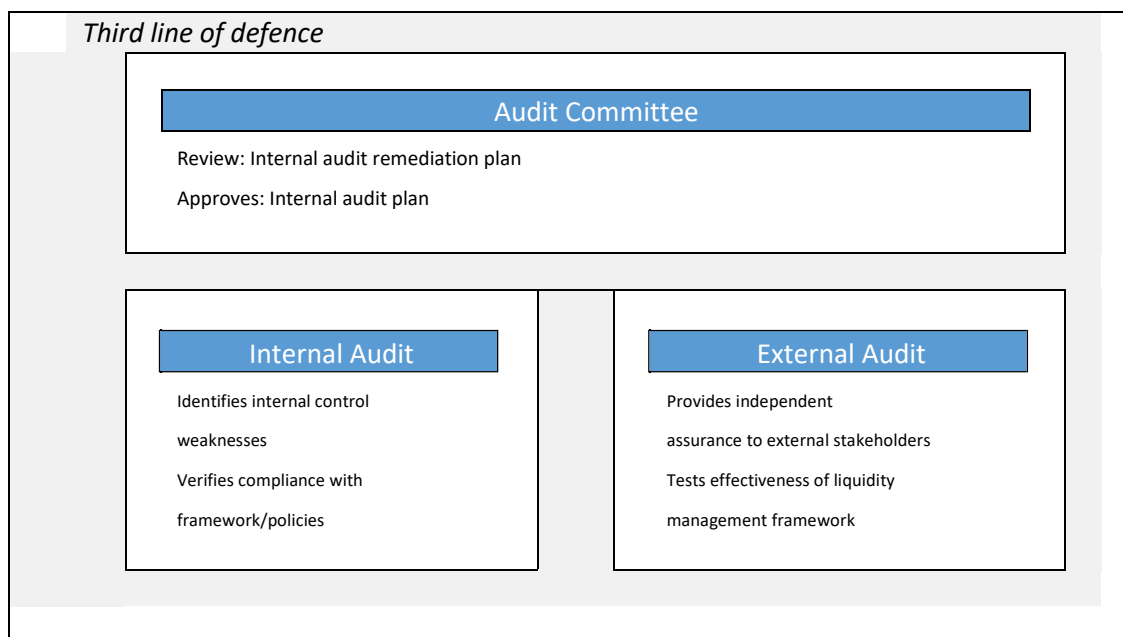 Third line of defence
Audit Committee
Review: Internal audit remediation plan
Approves: Internal audit plan
Internal Audit
Identifies internal control
weaknesses
Verifies compliance with
framework/policies
External Audit
Provides independent
assurance to external stakeholders
Tests effectiveness of liquidity
management framework